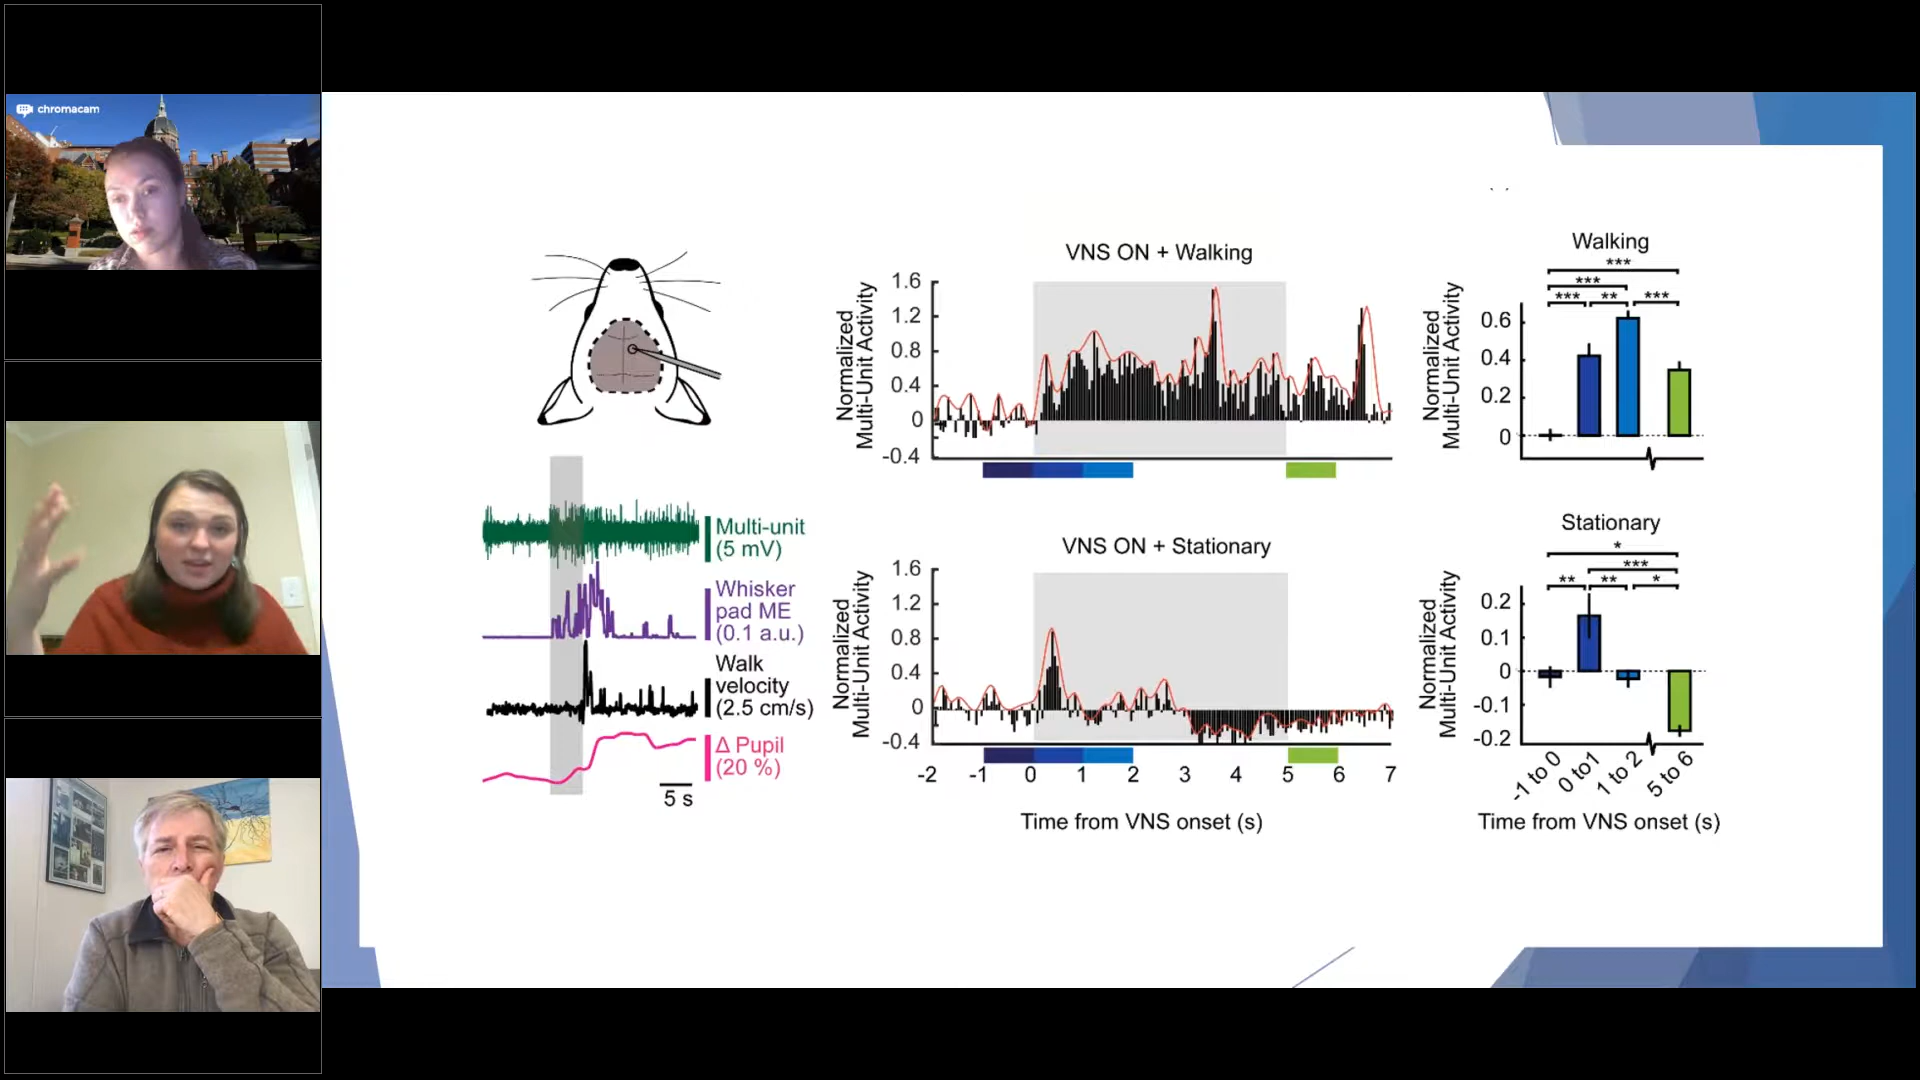 chromacam
Multi-unit
(5 mV)
Whisker
pad ME
(0.1 a.u.)
Walk
velocity
(2.5 cm/s)
Δ Pupil
(20 %)
5 s
VNS ON + Walking
Normalized
Multi-Unit Activity
1.6
1.2
0.8
0.4
0
-0.4
VNS ON + Stationary
Normalized
Multi-Unit Activity
1.6
1.2
0.8
0.4
0
-0.4
-2 -1 0 1 2 3 4 5 6 7
Time from VNS onset (s)
Walking
***
***
*** ** ***
Normalized
Multi-Unit Activity
0.6
0.4
0.2
0
Stationary
*
***
** ** *
Normalized
Multi-Unit Activity
0.2
0.1
0
-0.1
-0.2
-1 to 0 0 to1 1 to 2 5 to 6
Time from VNS onset (s)